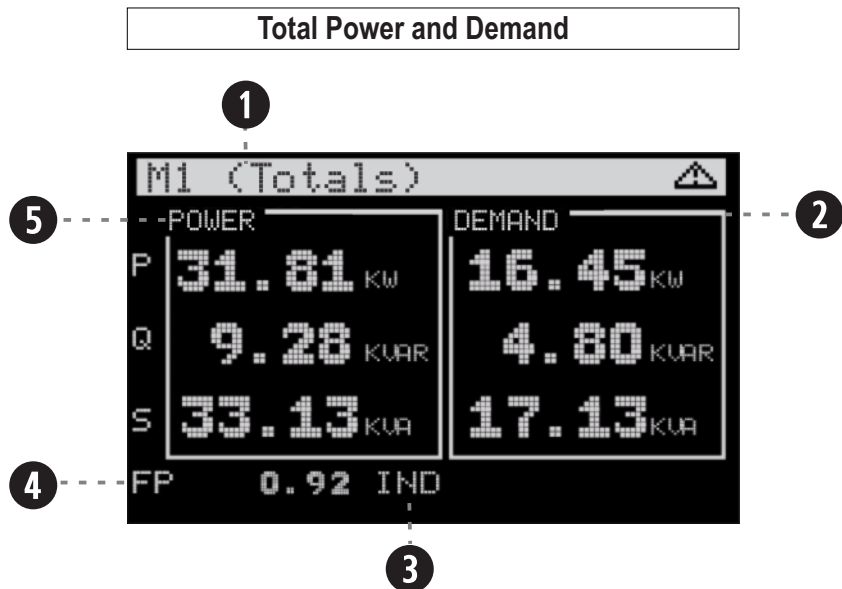 Total Power and Demand
1
M1 (Totals)
5 POWER DEMAND 2
P 31.81 KW 16.45 KW
Q 9.28 KVAR 4.80 KVAR
S 33.13 KVA 17.13 KVA
4 FP 0.92 IND
3